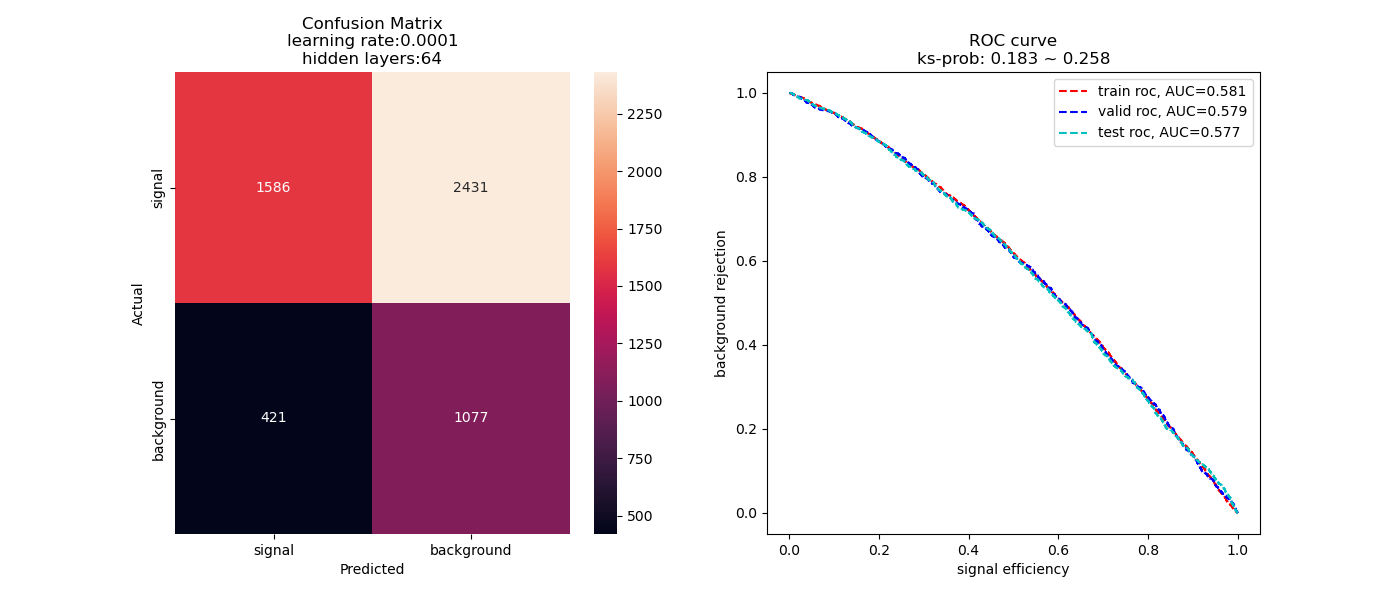 Confusion Matrix
learning rate:0.0001
hidden layers:64
signal
background
Actual
1586
2431
421
1077
signal
background
Predicted
2250
2000
1750
1500
1250
1000
750
500
ROC curve
ks-prob: 0.183 ~ 0.258
train roc, AUC=0.581
valid roc, AUC=0.579
test roc, AUC=0.577
background rejection
1.0
0.8
0.6
0.4
0.2
0.0
0.0
0.2
0.4
0.6
0.8
1.0
signal efficiency